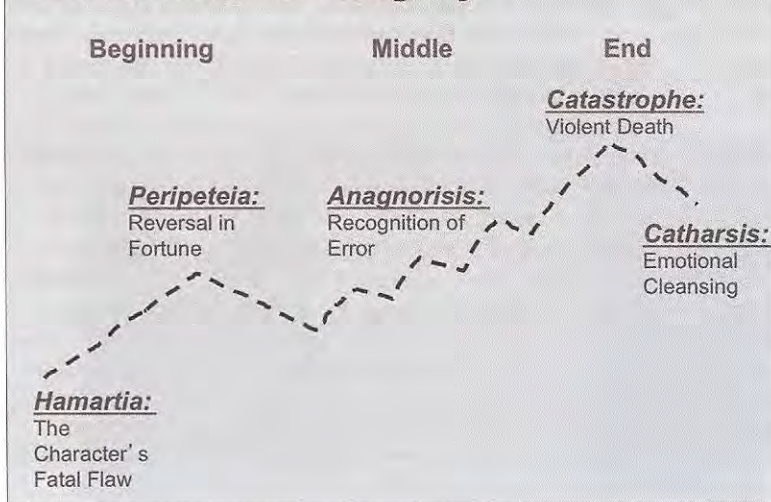 Beginning Middle End
Catastrophe:
Violent Death
Peripeteia:
Reversal in
Fortune
Anagnorisis:
Recognition of
Error
Catharsis:
Emotional
Cleansing
Hamartia:
The
Character's
Fatal Flaw